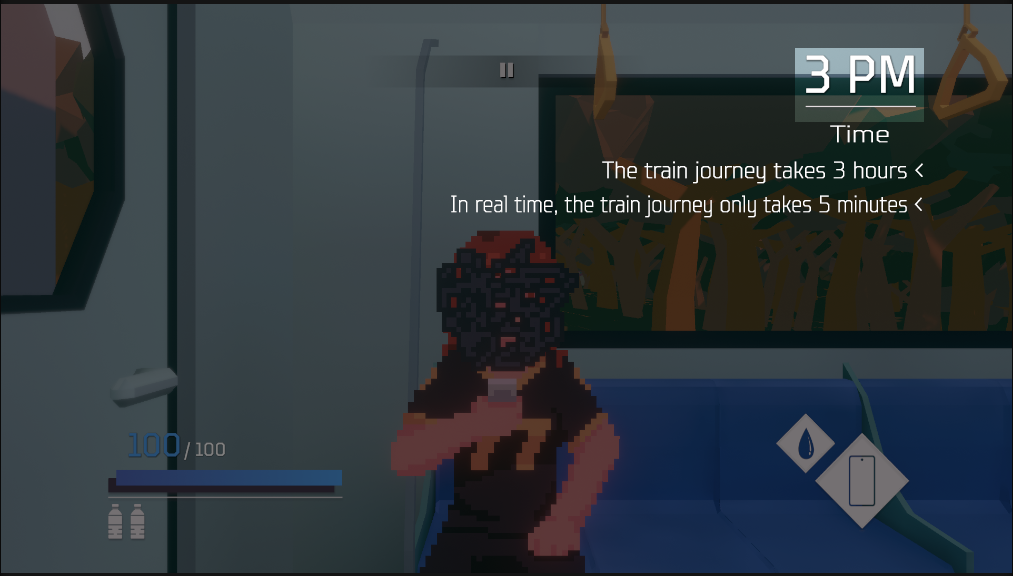 3 PM
Time
The train journey takes 3 hours <
In real time, the train journey only takes 5 minutes <
100 / 100